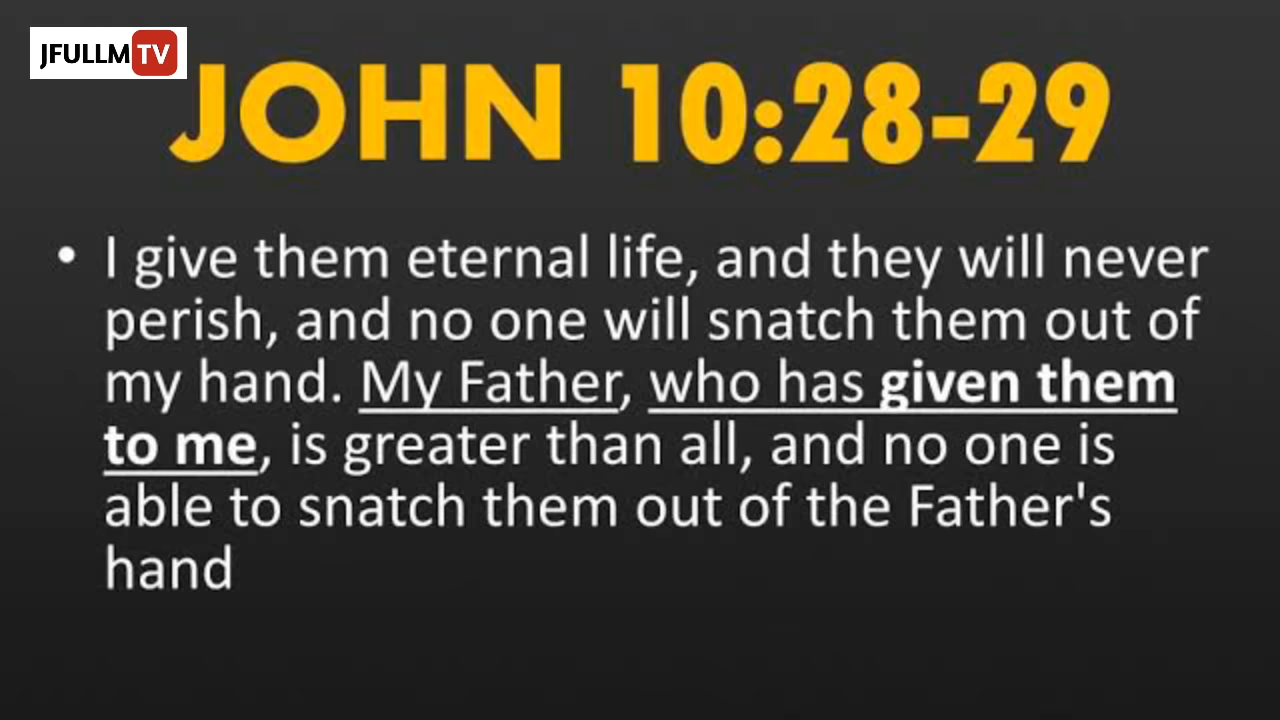 JFULLM TV
JOHN 10:28-29
• I give them eternal life, and they will never
perish, and no one will snatch them out of
my hand. My Father, who has given them
to me, is greater than all, and no one is
able to snatch them out of the Father's
hand